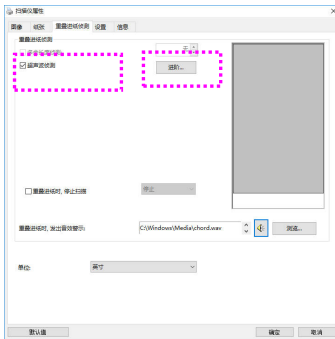 扫描仪属性
图像 纸张 重叠进纸侦测 设置 信息
重叠进纸侦测
超声波侦测
进阶...
重叠进纸时, 停止扫描 停止
重叠进纸时, 发出音效警示: C:\Windows\Media\chord.wav 浏览...
单位: 英寸
默认值 确定 取消